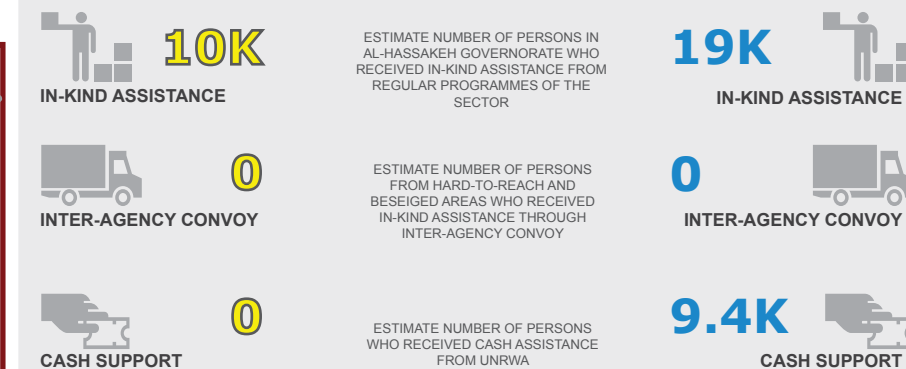 10K
IN-KIND ASSISTANCE
ESTIMATE NUMBER OF PERSONS IN
AL-HASSAKEH GOVERNORATE WHO
RECEIVED IN-KIND ASSISTANCE FROM
REGULAR PROGRAMMES OF THE
SECTOR
19K
IN-KIND ASSISTANCE
0
INTER-AGENCY CONVOY
ESTIMATE NUMBER OF PERSONS
FROM HARD-TO-REACH AND
BESEIGED AREAS WHO RECEIVED
IN-KIND ASSISTANCE THROUGH
INTER-AGENCY CONVOY
0
INTER-AGENCY CONVOY
0
CASH SUPPORT
ESTIMATE NUMBER OF PERSONS
WHO RECEIVED CASH ASSISTANCE
FROM UNRWA
9.4K
CASH SUPPORT